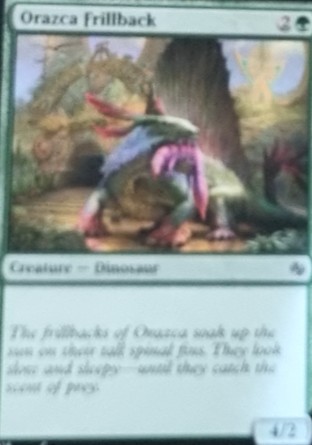 Orazca Frillback 2
Creature — Dinosaur
The frillbacks of Orazca soak up the
sun on their tall spinal fins. They look
slow and sleepy—until they catch the
scent of prey.
4/2